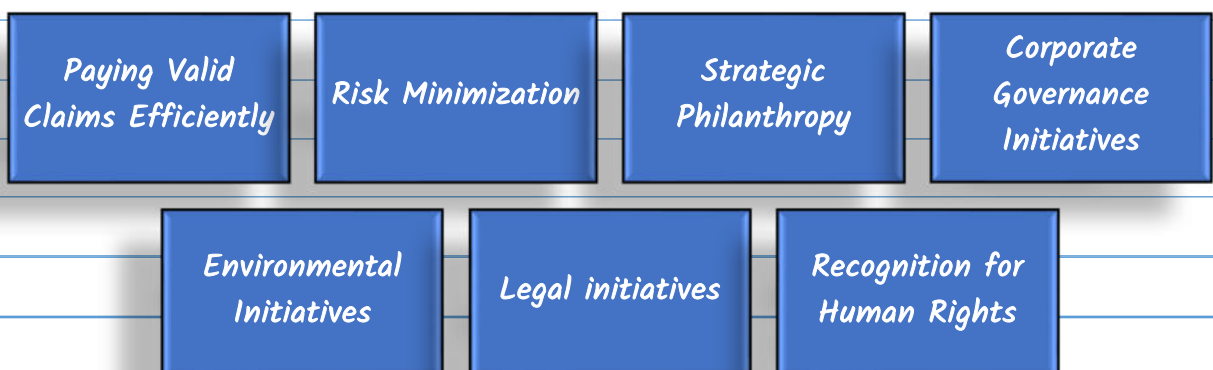 Paying Valid
Claims Efficiently
Risk Minimization
Strategic
Philanthropy
Corporate
Governance
Initiatives
Environmental
Initiatives
Legal initiatives
Recognition for
Human Rights